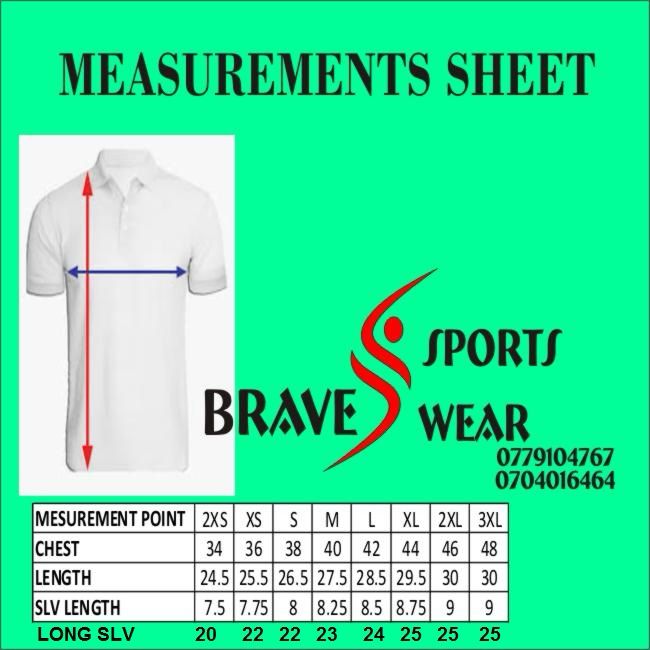 MEASUREMENTS SHEET
BRAVE SPORTS
WEAR
0779104767
0704016464
MESUREMENT POINT 2XS XS S M L XL 2XL 3XL
CHEST 34 36 38 40 42 44 46 48
LENGTH 24.5 25.5 26.5 27.5 28.5 29.5 30 30
SLV LENGTH 7.5 7.75 8 8.25 8.5 8.75 9 9
LONG SLV 20 22 22 23 24 25 25 25